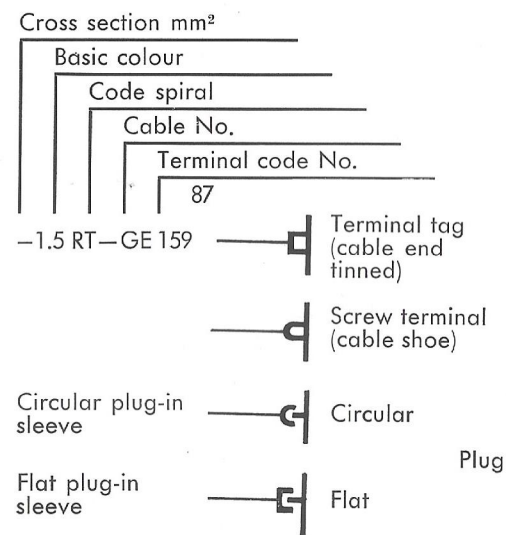 Cross section mm²
Basic colour
Code spiral
Cable No.
Terminal code No.
87
–1.5 RT–GE 159
Terminal tag
(cable end
tinned)
Screw terminal
(cable shoe)
Circular plug-in
sleeve
Circular
Plug
Flat plug-in
sleeve
Flat